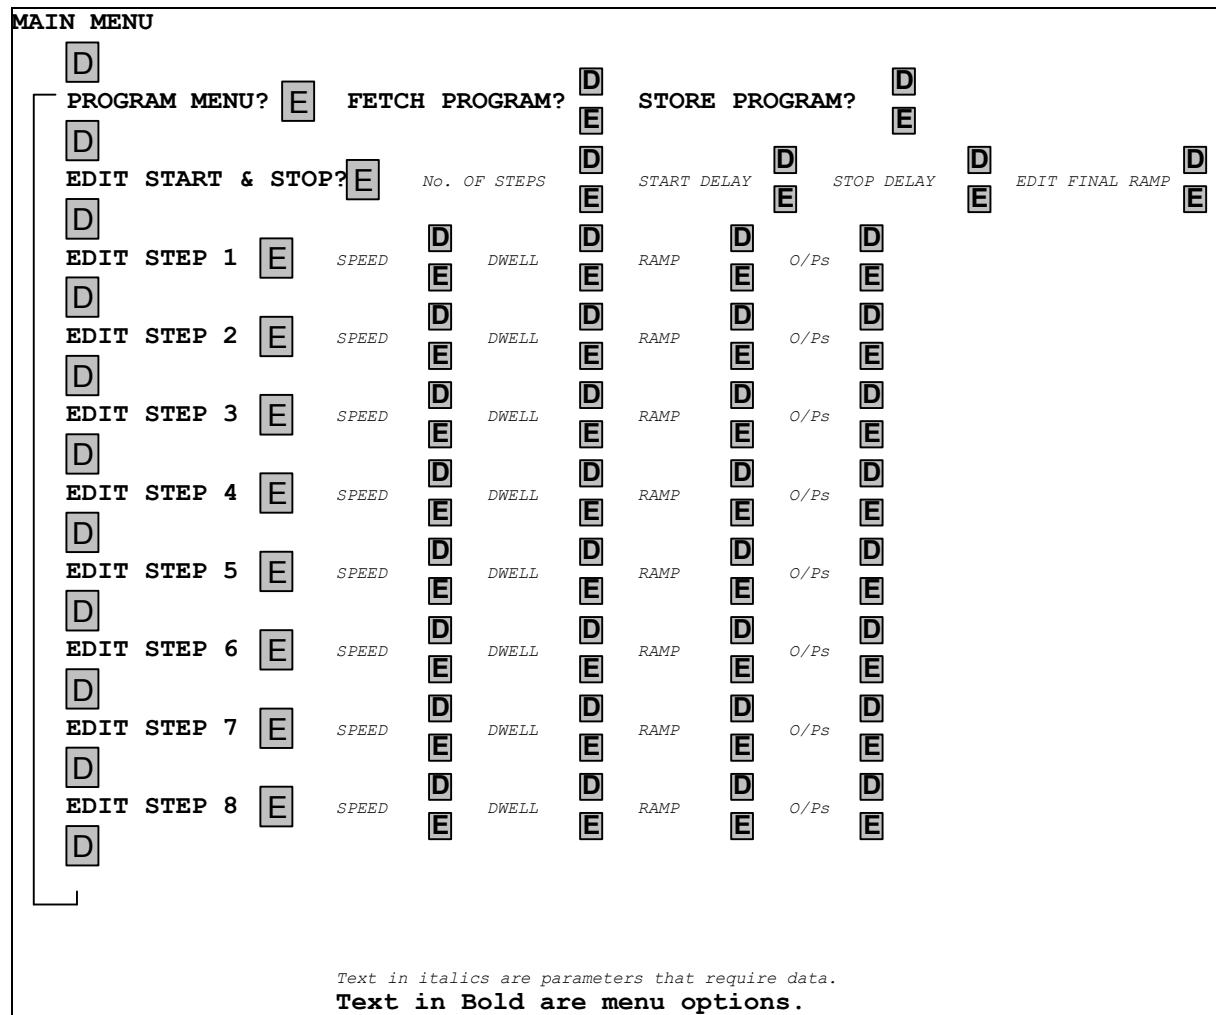 MAIN MENU
D
PROGRAM MENU? E FETCH PROGRAM? D E STORE PROGRAM? D E
D
EDIT START & STOP? E No. OF STEPS D E START DELAY D E STOP DELAY D E EDIT FINAL RAMP D E
D
EDIT STEP 1 E SPEED D E DWELL D E RAMP D E O/Ps D E
D
EDIT STEP 2 E SPEED D E DWELL D E RAMP D E O/Ps D E
D
EDIT STEP 3 E SPEED D E DWELL D E RAMP D E O/Ps D E
D
EDIT STEP 4 E SPEED D E DWELL D E RAMP D E O/Ps D E
D
EDIT STEP 5 E SPEED D E DWELL D E RAMP D E O/Ps D E
D
EDIT STEP 6 E SPEED D E DWELL D E RAMP D E O/Ps D E
D
EDIT STEP 7 E SPEED D E DWELL D E RAMP D E O/Ps D E
D
EDIT STEP 8 E SPEED D E DWELL D E RAMP D E O/Ps D E
D
Text in italics are parameters that require data.
Text in Bold are menu options.